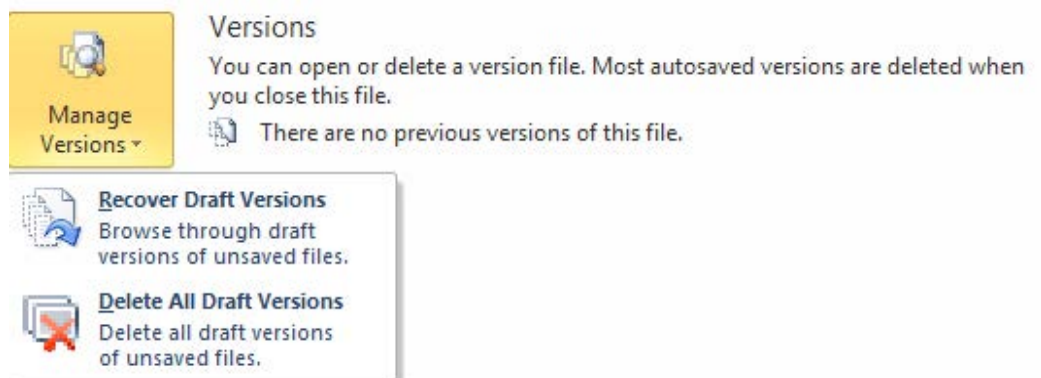 Manage
Versions
Versions
You can open or delete a version file. Most autosaved versions are deleted when
you close this file.
There are no previous versions of this file.
Recover Draft Versions
Browse through draft
versions of unsaved files.
Delete All Draft Versions
Delete all draft versions
of unsaved files.